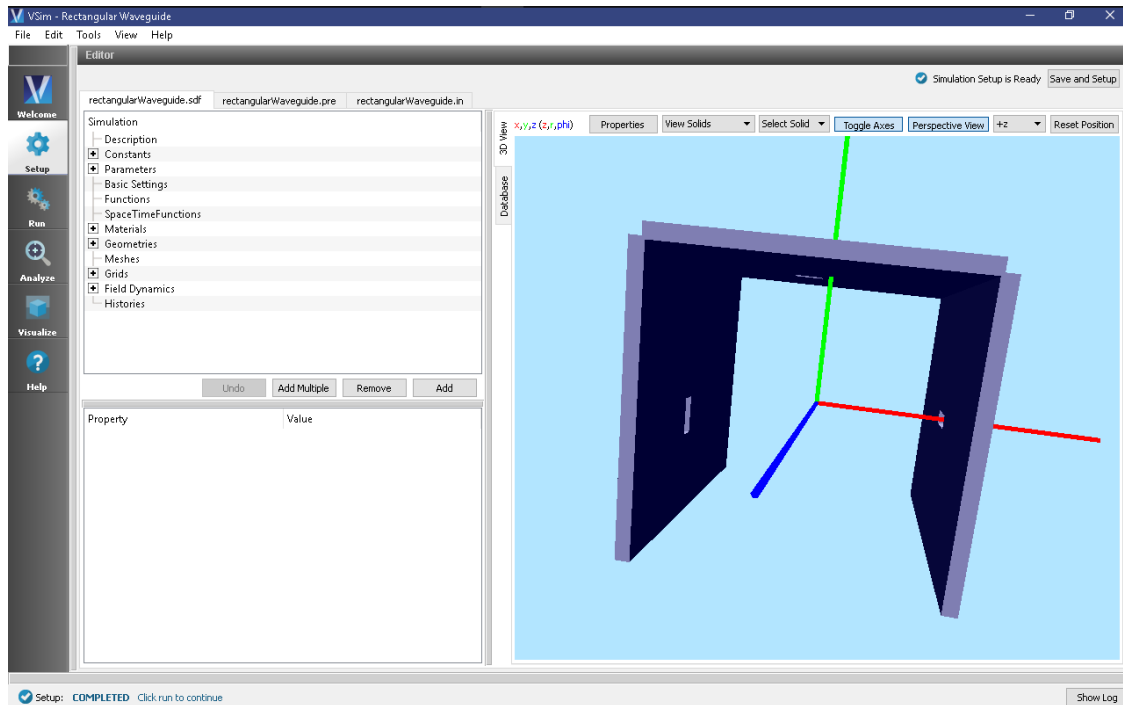 VSim - Rectangular Waveguide
File Edit Tools View Help
Editor
Simulation Setup is Ready Save and Setup
Welcome
Setup
Run
Analyze
Visualize
Help
rectangularWaveguide.sdf rectangularWaveguide.pre rectangularWaveguide.in
Simulation
Description
Constants
Parameters
Basic Settings
Functions
SpaceTimeFunctions
Materials
Geometries
Meshes
Grids
Field Dynamics
Histories
Undo Add Multiple Remove Add
Property Value
3D View
Database
x,y,z (z,r,phi) Properties View Solids Select Solid Toggle Axes Perspective View +z Reset Position
Setup: COMPLETED Click run to continue Show Log